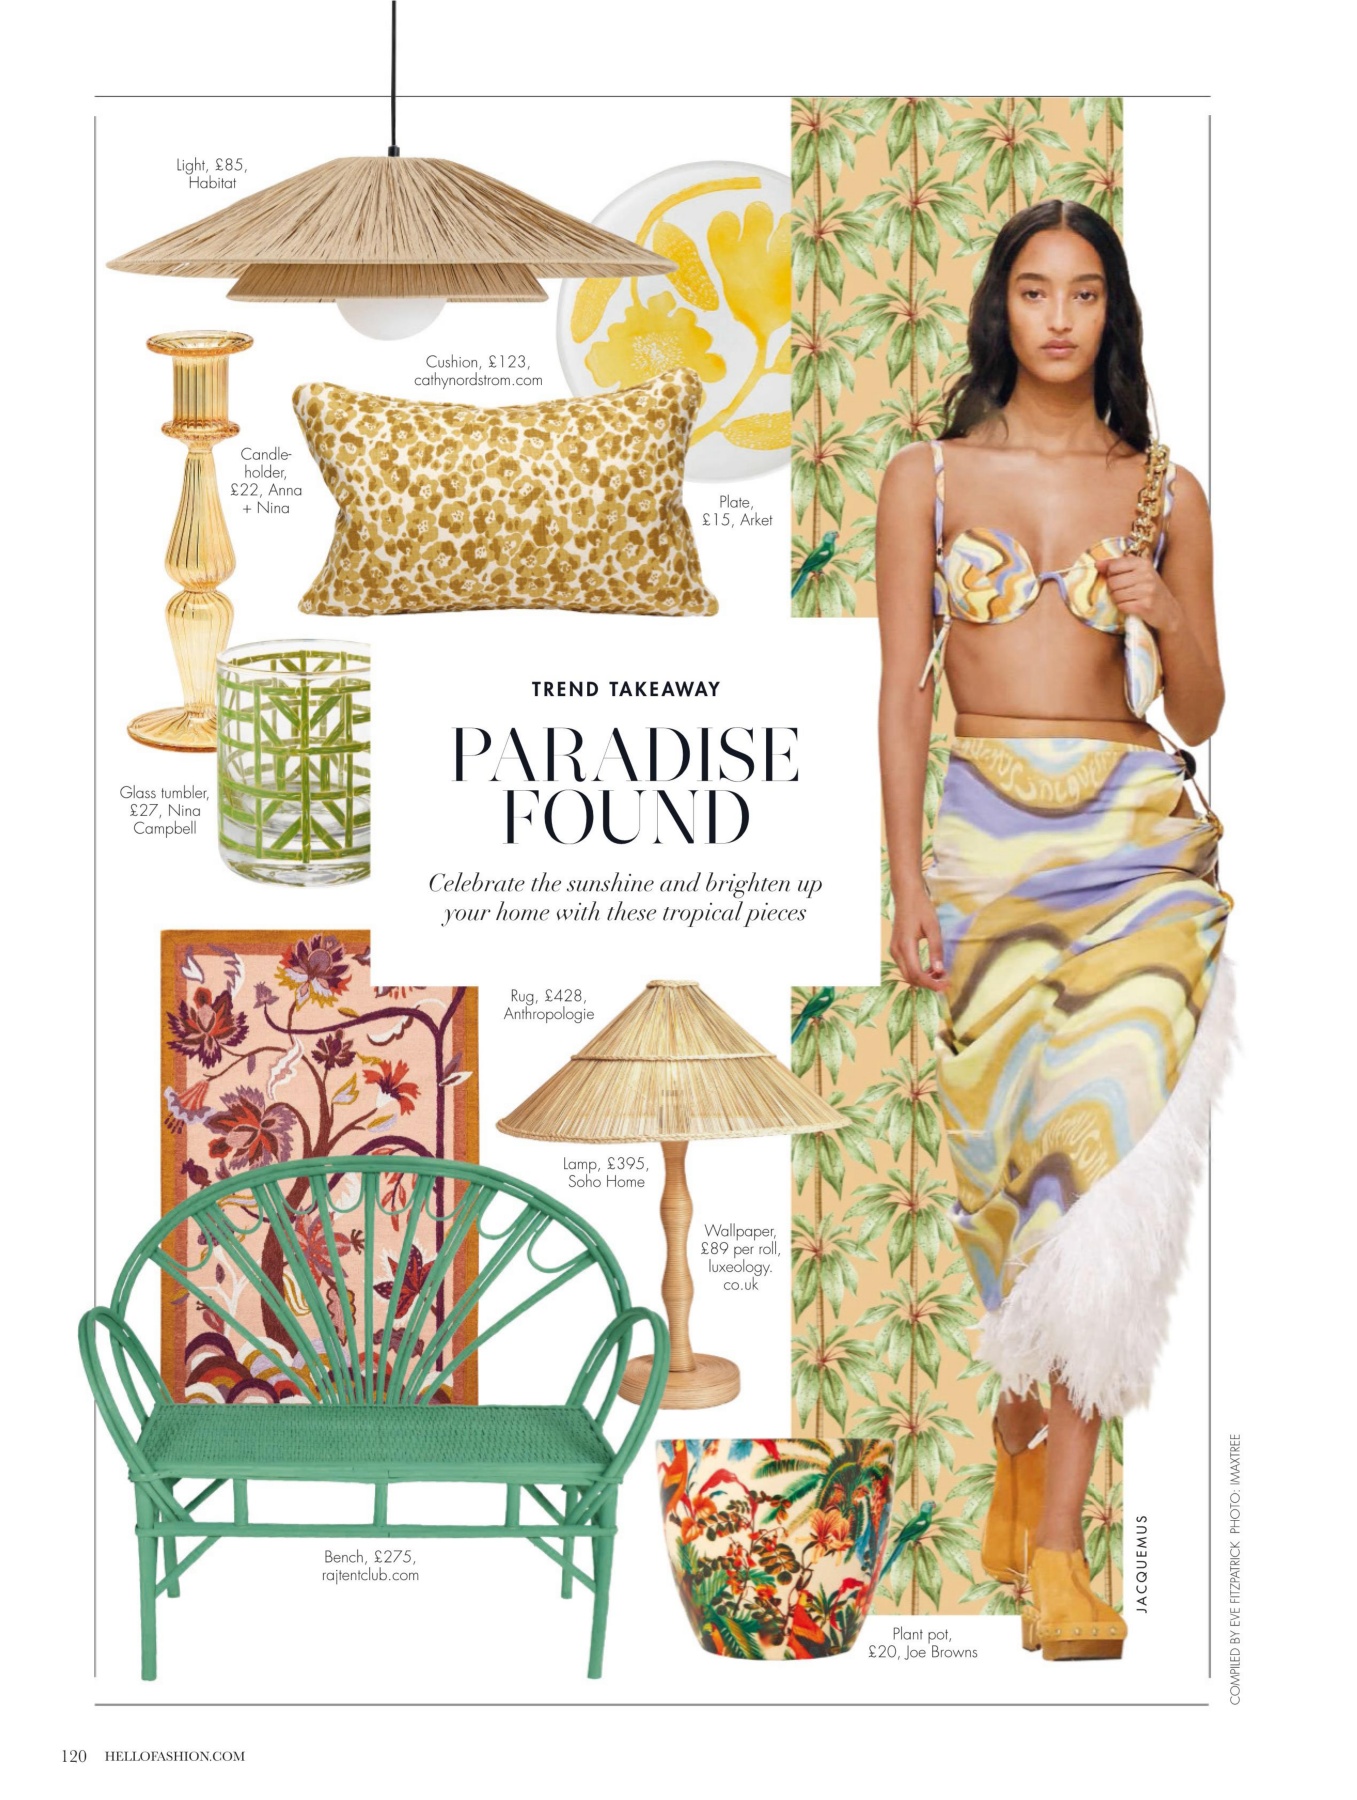 Light, £85,
Habitat
Cushion, £123,
cathynordstrom.com
Candle-
holder,
£22, Anna
+ Nina
Plate,
£15, Arket
TREND TAKEAWAY
PARADISE
FOUND
Celebrate the sunshine and brighten up
your home with these tropical pieces
Glass tumbler,
£27, Nina
Campbell
Rug, £428,
Anthropologie
Lamp, £395,
Soho Home
Wallpaper,
£89 per roll,
luxeology.
co.uk
Bench, £275,
rajtentclub.com
Plant pot,
£20, Joe Browns
JACQUEMUS
COMPILED BY EVE FITZPATRICK PHOTO: IMAXTREE
120 HELLOFASHION.COM